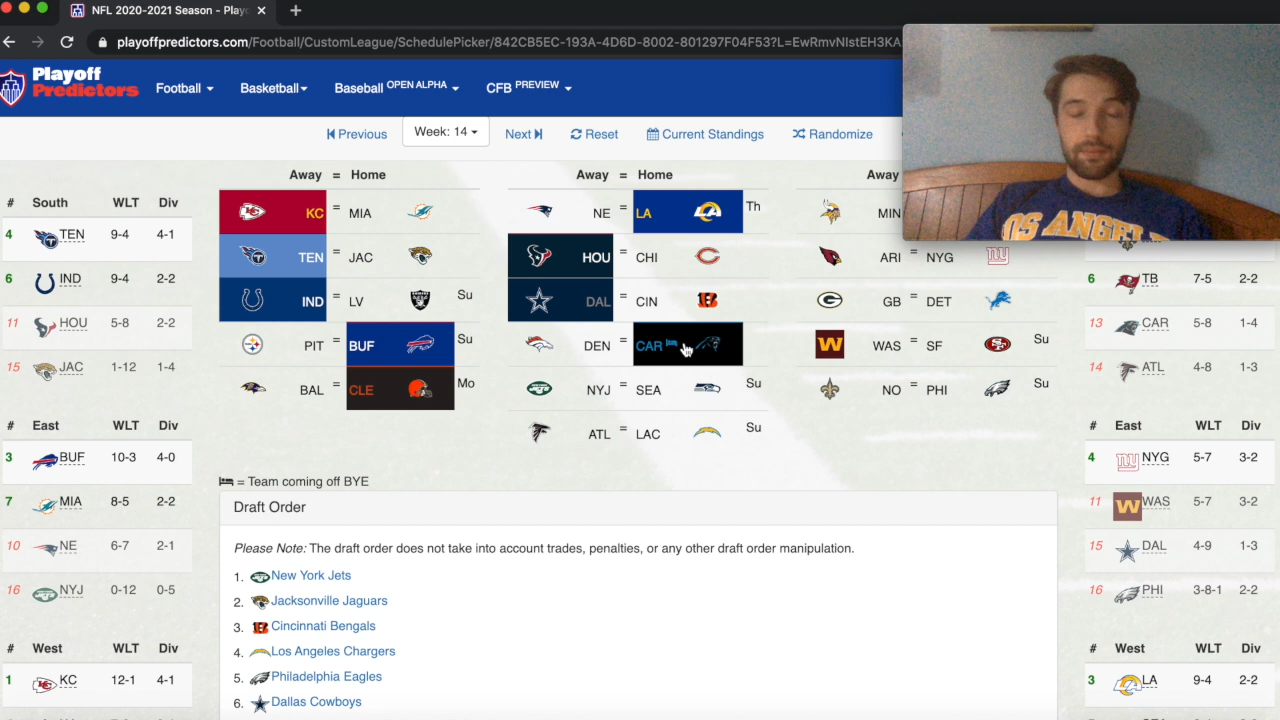 NFL 2020-2021 Season - Playo
playoffpredictors.com/Football/CustomLeague/SchedulePicker/842CB5EC-193A-4D6D-8002-801297F04F53?L=EwRmvNIstEH3KA
Playoff
Predictors
Football
Basketball
Baseball OPEN ALPHA
CFB PREVIEW
Previous
Week: 14
Next
Reset
Current Standings
Randomize
OS ANGEL
# South WLT Div
4 TEN 9-4 4-1
6 IND 9-4 2-2
11 HOU 5-8 2-2
15 JAC 1-12 1-4
# East WLT Div
3 BUF 10-3 4-0
7 MIA 8-5 2-2
10 NE 6-7 2-1
16 NYJ 0-12 0-5
# West WLT Div
1 KC 12-1 4-1
Away = Home
KC = MIA
TEN = JAC
IND = LV Su
PIT = BUF Su
BAL = CLE Mo
Away = Home
NE = LA Th
HOU = CHI
DAL = CIN
DEN = CAR
NYJ = SEA Su
ATL = LAC Su
Away
MIN
ARI = NYG
GB = DET
WAS = SF Su
NO = PHI Su
= Team coming off BYE
Draft Order
Please Note: The draft order does not take into account trades, penalties, or any other draft order manipulation.
1. New York Jets
2. Jacksonville Jaguars
3. Cincinnati Bengals
4. Los Angeles Chargers
5. Philadelphia Eagles
6. Dallas Cowboys
6 TB 7-5 2-2
13 CAR 5-8 1-4
14 ATL 4-8 1-3
# East WLT Div
4 NYG 5-7 3-2
11 WAS 5-7 3-2
15 DAL 4-9 1-3
16 PHI 3-8-1 2-2
# West WLT Div
3 LA 9-4 2-2